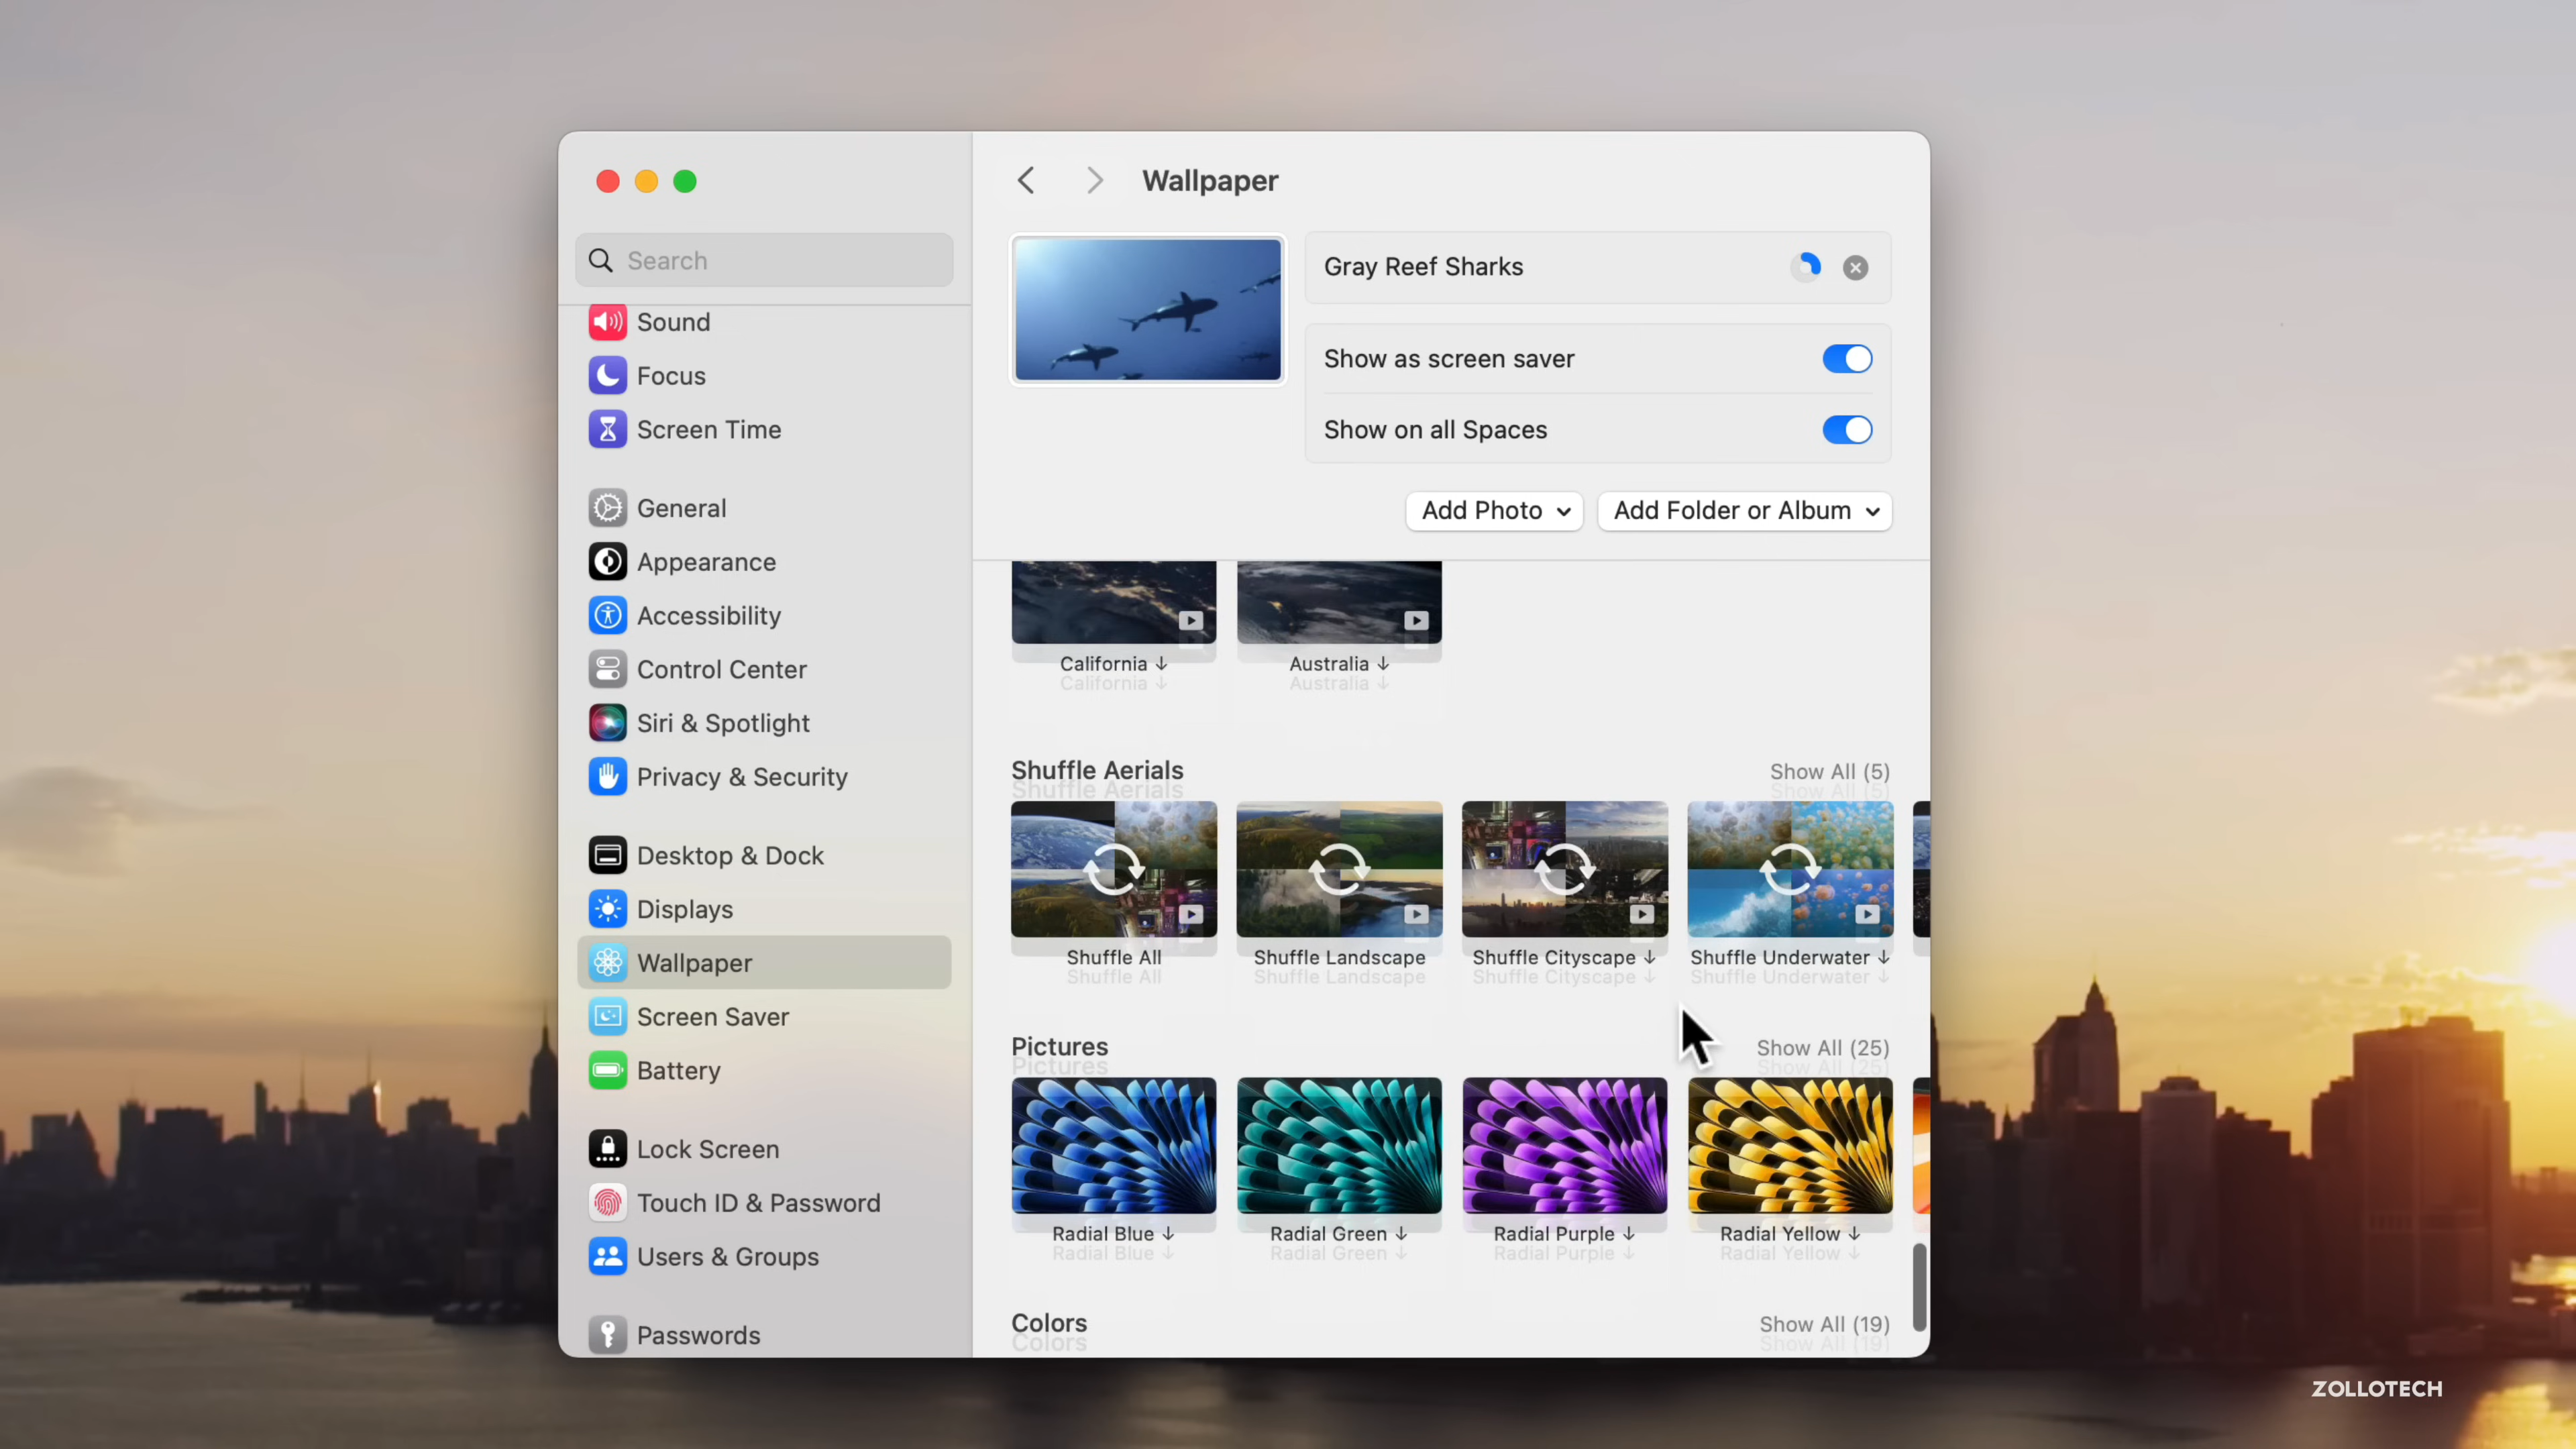 Wallpaper
Search
Sound
Focus
Screen Time
General
Appearance
Accessibility
Control Center
Siri & Spotlight
Privacy & Security
Desktop & Dock
Displays
Wallpaper
Screen Saver
Battery
Lock Screen
Touch ID & Password
Users & Groups
Passwords
Gray Reef Sharks
Show as screen saver
Show on all Spaces
Add Photo
Add Folder or Album
California ↓
Australia ↓
Shuffle Aerials
Show All (5)
Shuffle All
Shuffle Landscape
Shuffle Cityscape ↓
Shuffle Underwater ↓
Pictures
Show All (25)
Radial Blue ↓
Radial Green ↓
Radial Purple ↓
Radial Yellow ↓
Colors
Show All (19)
ZOLLOTECH